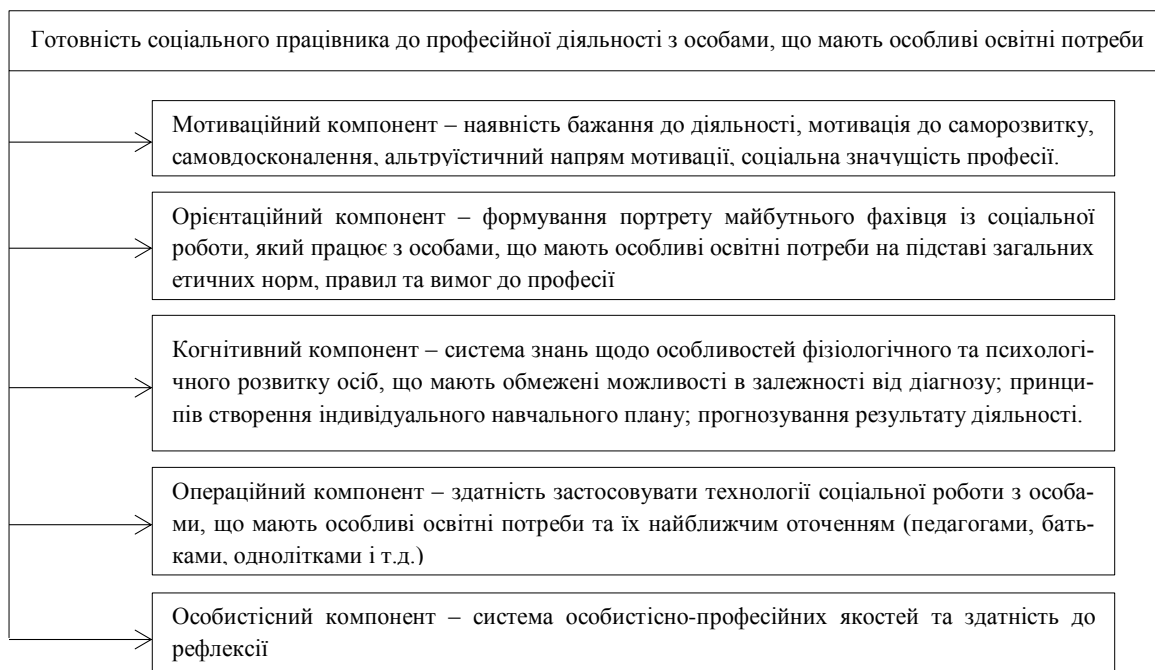 Готовність соціального працівника до професійної діяльності з особами, що мають особливі освітні потреби
Мотиваційний компонент – наявність бажання до діяльності, мотивація до саморозвитку,
самовдосконалення, альтруїстичний напрям мотивації, соціальна значущість професії.
Орієнтаційний компонент – формування портрету майбутнього фахівця із соціальної
роботи, який працює з особами, що мають особливі освітні потреби на підставі загальних
етичних норм, правил та вимог до професії
Когнітивний компонент – система знань щодо особливостей фізіологічного та психологі-
чного розвитку осіб, що мають обмежені можливості в залежності від діагнозу; принци-
пів створення індивідуального навчального плану; прогнозування результату діяльності.
Операційний компонент – здатність застосовувати технології соціальної роботи з особа-
ми, що мають особливі освітні потреби та їх найближчим оточенням (педагогами, бать-
ками, однолітками і т.д.)
Особистісний компонент – система особистісно-професійних якостей та здатність до
рефлексії